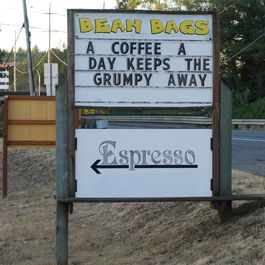 BEAN BAGS
A COFFEE A
DAY KEEPS THE
GRUMPY AWAY
Espresso